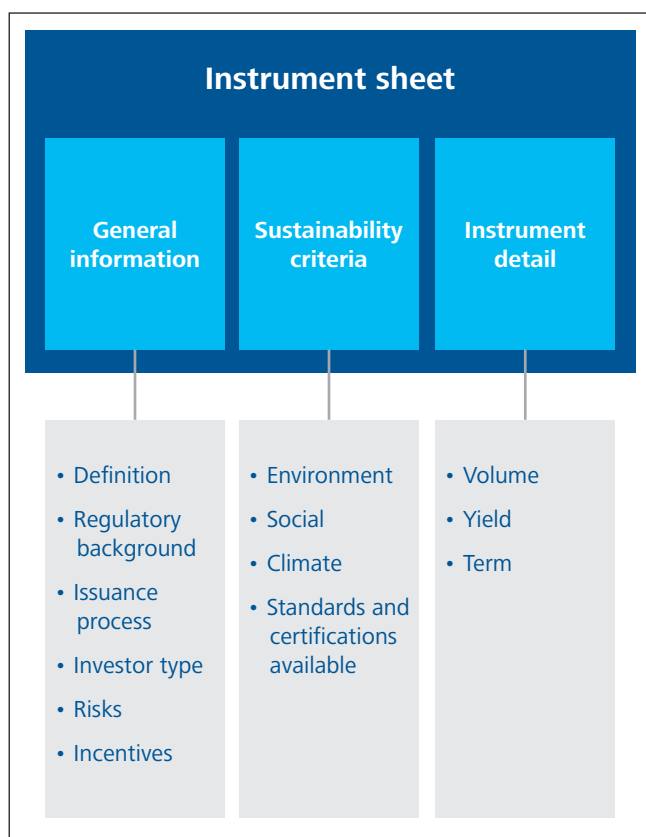 Instrument sheet
General
information
Sustainability
criteria
Instrument
detail
• Definition
• Regulatory
background
• Issuance
process
• Investor type
• Risks
• Incentives
• Environment
• Social
• Climate
• Standards and
certifications
available
• Volume
• Yield
• Term